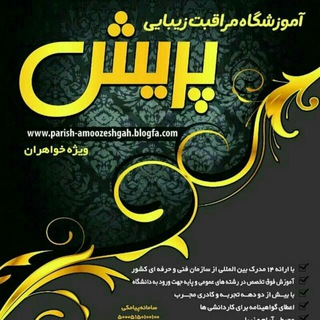 آموزشگاه مراقبت زیبایی
پریش
www.parish-amoozeshgah.blogfa.com
ویژه خواهران
با ارائه ۱۴ مدرک بین المللی از سازمان فنی و حرفه ای کشور
آموزش فوق تخصص در رشته های عمومی و پایه جهت ورود به دانشگاه
با بیش از دو دهه تجربه و کادری مجرب
اعطای گواهینامه برای کاردانشی ها
سامانه پیامکی